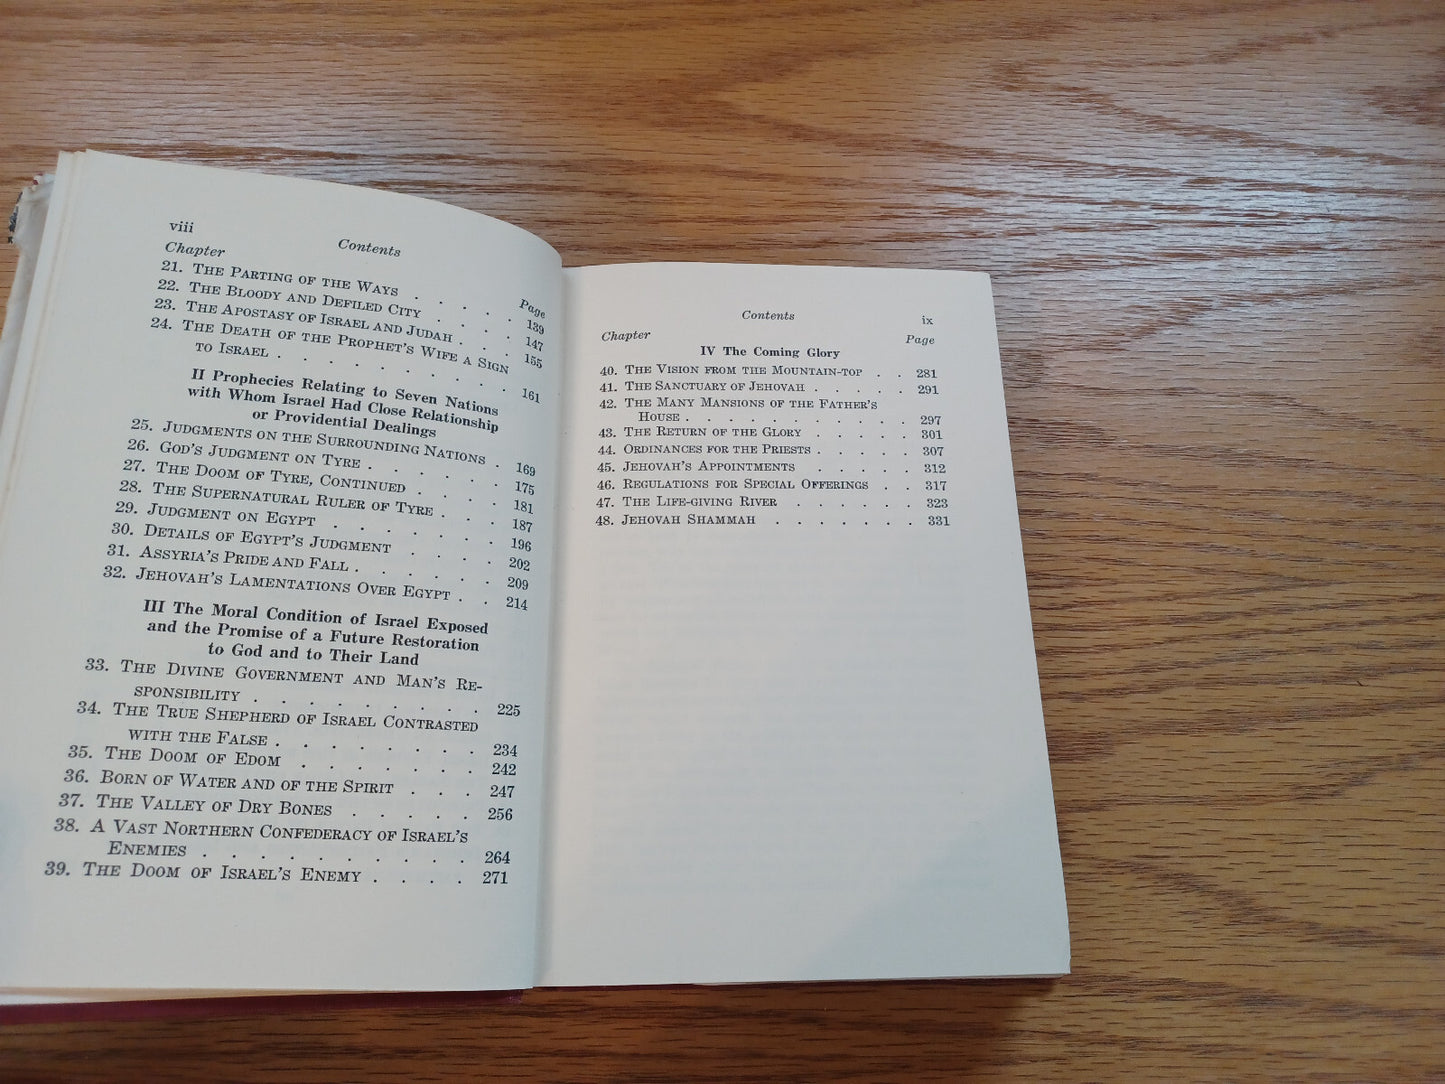 viii
Contents
Chapter
Page
21. The Parting of the Ways . . . . . 139
22. The Bloody and Defiled City . . . . 147
23. The Apostasy of Israel and Judah . . . 155
24. The Death of the Prophet's Wife a Sign
to Israel . . . . . . . . . 161
II Prophecies Relating to Seven Nations
with Whom Israel Had Close Relationship
or Providential Dealings
25. Judgments on the Surrounding Nations . 169
26. God's Judgment on Tyre . . . . . 175
27. The Doom of Tyre, Continued . . . . 181
28. The Supernatural Ruler of Tyre . . . 187
29. Judgment on Egypt . . . . . . 196
30. Details of Egypt's Judgment . . . . 202
31. Assyria's Pride and Fall . . . . . . 209
32. Jehovah's Lamentations Over Egypt . . 214
III The Moral Condition of Israel Exposed
and the Promise of a Future Restoration
to God and to Their Land
33. The Divine Government and Man's Re-
sponsibility . . . . . . . . . 225
34. The True Shepherd of Israel Contrasted
with the False . . . . . . . . 234
35. The Doom of Edom . . . . . . . 242
36. Born of Water and of the Spirit . . . 247
37. The Valley of Dry Bones . . . . . 256
38. A Vast Northern Confederacy of Israel's
Enemies . . . . . . . . . . 264
39. The Doom of Israel's Enemy . . . . 271
Contents
ix
Chapter
Page
IV The Coming Glory
40. The Vision from the Mountain-top . . 281
41. The Sanctuary of Jehovah . . . . . 291
42. The Many Mansions of the Father's
House . . . . . . . . . . 297
43. The Return of the Glory . . . . . 301
44. Ordinances for the Priests . . . . . 307
45. Jehovah's Appointments . . . . . 312
46. Regulations for Special Offerings . . 317
47. The Life-giving River . . . . . . 323
48. Jehovah Shammah . . . . . . . 331